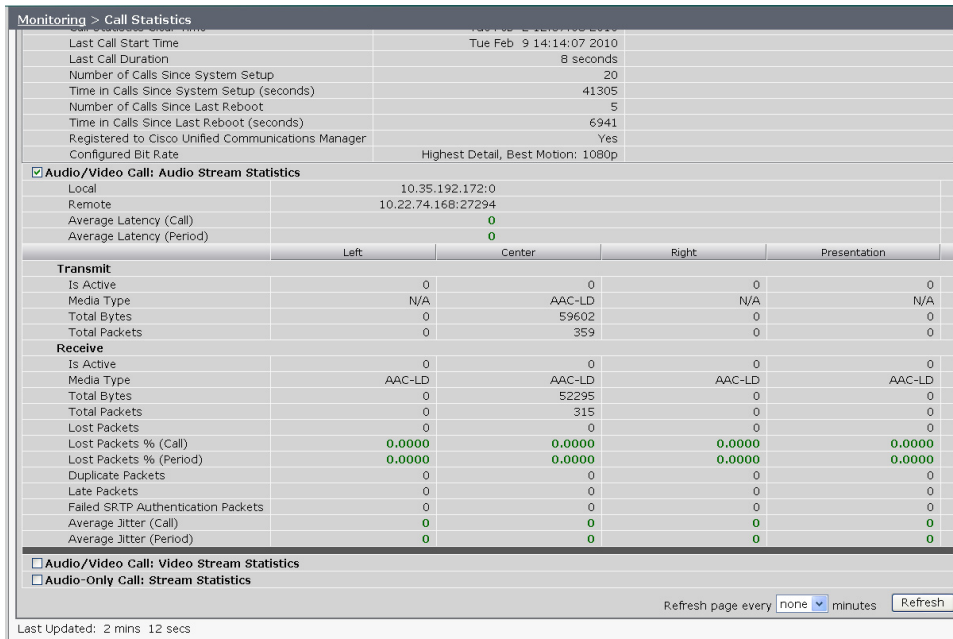 Monitoring > Call Statistics
Last Call Start Time Tue Feb 9 14:14:07 2010
Last Call Duration 8 seconds
Number of Calls Since System Setup 20
Time in Calls Since System Setup (seconds) 41305
Number of Calls Since Last Reboot 5
Time in Calls Since Last Reboot (seconds) 6941
Registered to Cisco Unified Communications Manager Yes
Configured Bit Rate Highest Detail, Best Motion: 1080p
Audio/Video Call: Audio Stream Statistics
Local 10.35.192.172:0
Remote 10.22.74.168:27294
Average Latency (Call) 0
Average Latency (Period) 0
Left Center Right Presentation
Transmit
Is Active 0 0 0 0
Media Type N/A AAC-LD N/A N/A
Total Bytes 0 59602 0 0
Total Packets 0 359 0 0
Receive
Is Active 0 0 0 0
Media Type AAC-LD AAC-LD AAC-LD AAC-LD
Total Bytes 0 52295 0 0
Total Packets 0 315 0 0
Lost Packets 0 0 0 0
Lost Packets % (Call) 0.0000 0.0000 0.0000 0.0000
Lost Packets % (Period) 0.0000 0.0000 0.0000 0.0000
Duplicate Packets 0 0 0 0
Late Packets 0 0 0 0
Failed SRTP Authentication Packets 0 0 0 0
Average Jitter (Call) 0 0 0 0
Average Jitter (Period) 0 0 0 0
Audio/Video Call: Video Stream Statistics
Audio-Only Call: Stream Statistics
Refresh page every none minutes Refresh
Last Updated: 2 mins 12 secs